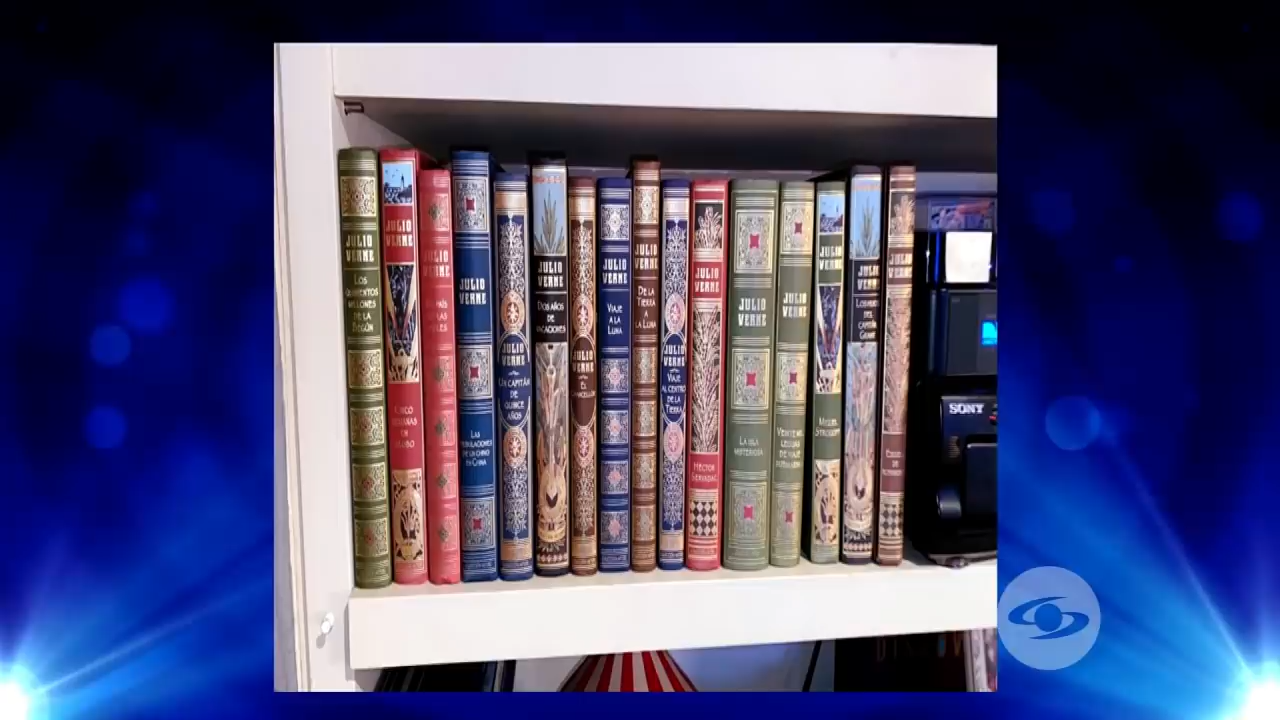 JULIO
VERNE
LOS
QUINIENTOS
MILLONES
DE LA
BEGÚN
JULIO
VERNE
CINCO
SEMANAS
EN
GLOBO
JULIO
VERNE
JULIO
VERNE
LAS
TRIBULACIONES
DE UN CHINO
EN CHINA
JULIO
VERNE
UN CAPITÁN
DE
QUINCE
AÑOS
JULIO
VERNE
DOS AÑOS
DE
VACACIONES
JULIO
VERNE
EL
CHANCELLOR
JULIO
VERNE
VIAJE
A LA
LUNA
JULIO
VERNE
DE LA
TIERRA
A
LA LUNA
JULIO
VERNE
VIAJE
AL CENTRO
DE LA
TIERRA
JULIO
VERNE
HÉCTOR
SERVADAC
JULIO
VERNE
LA ISLA
MISTERIOSA
JULIO
VERNE
VEINTE MIL
LEGUAS
DE VIAJE
SUBMARINO
JULIO
VERNE
MIGUEL
STROGOFF
JULIO
VERNE
LOS HIJOS
DEL
CAPITÁN
GRANT
JULIO
VERNE
SONY